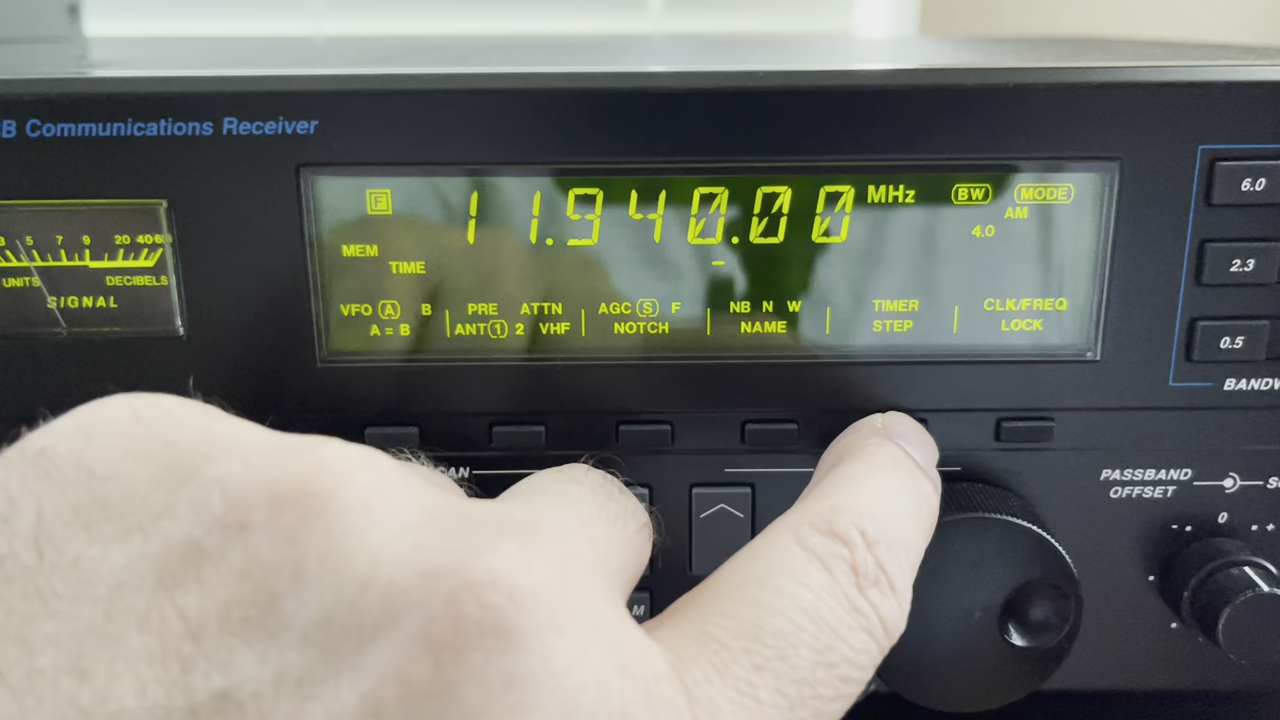 B Communications Receiver
F
11.940.00 MHz
BW MODE
AM
4.0
MEM
TIME
3 5 7 9 20 40 60
UNITS DECIBELS
SIGNAL
VFO A B PRE ATTN AGC S F NB N W TIMER CLK/FREQ
A = B ANT 1 2 VHF NOTCH NAME STEP LOCK
6.0
2.3
0.5
PASSBAND
OFFSET
0
- +
M